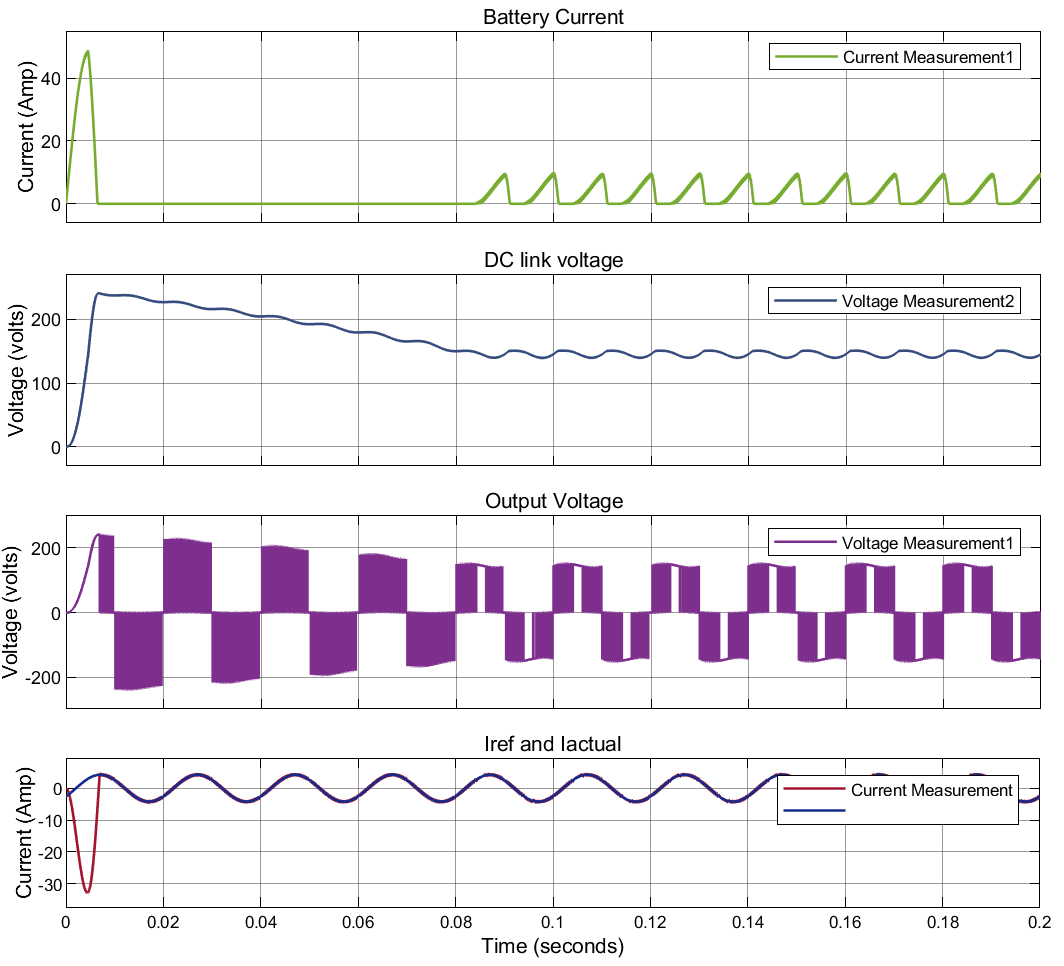 Battery Current
Current Measurement1
Current (Amp)
40
20
0
DC link voltage
Voltage Measurement2
Voltage (volts)
200
100
0
Output Voltage
Voltage Measurement1
Voltage (volts)
200
0
-200
Iref and Iactual
Current Measurement
Current (Amp)
0
-10
-20
-30
0 0.02 0.04 0.06 0.08 0.1 0.12 0.14 0.16 0.18 0.2
Time (seconds)